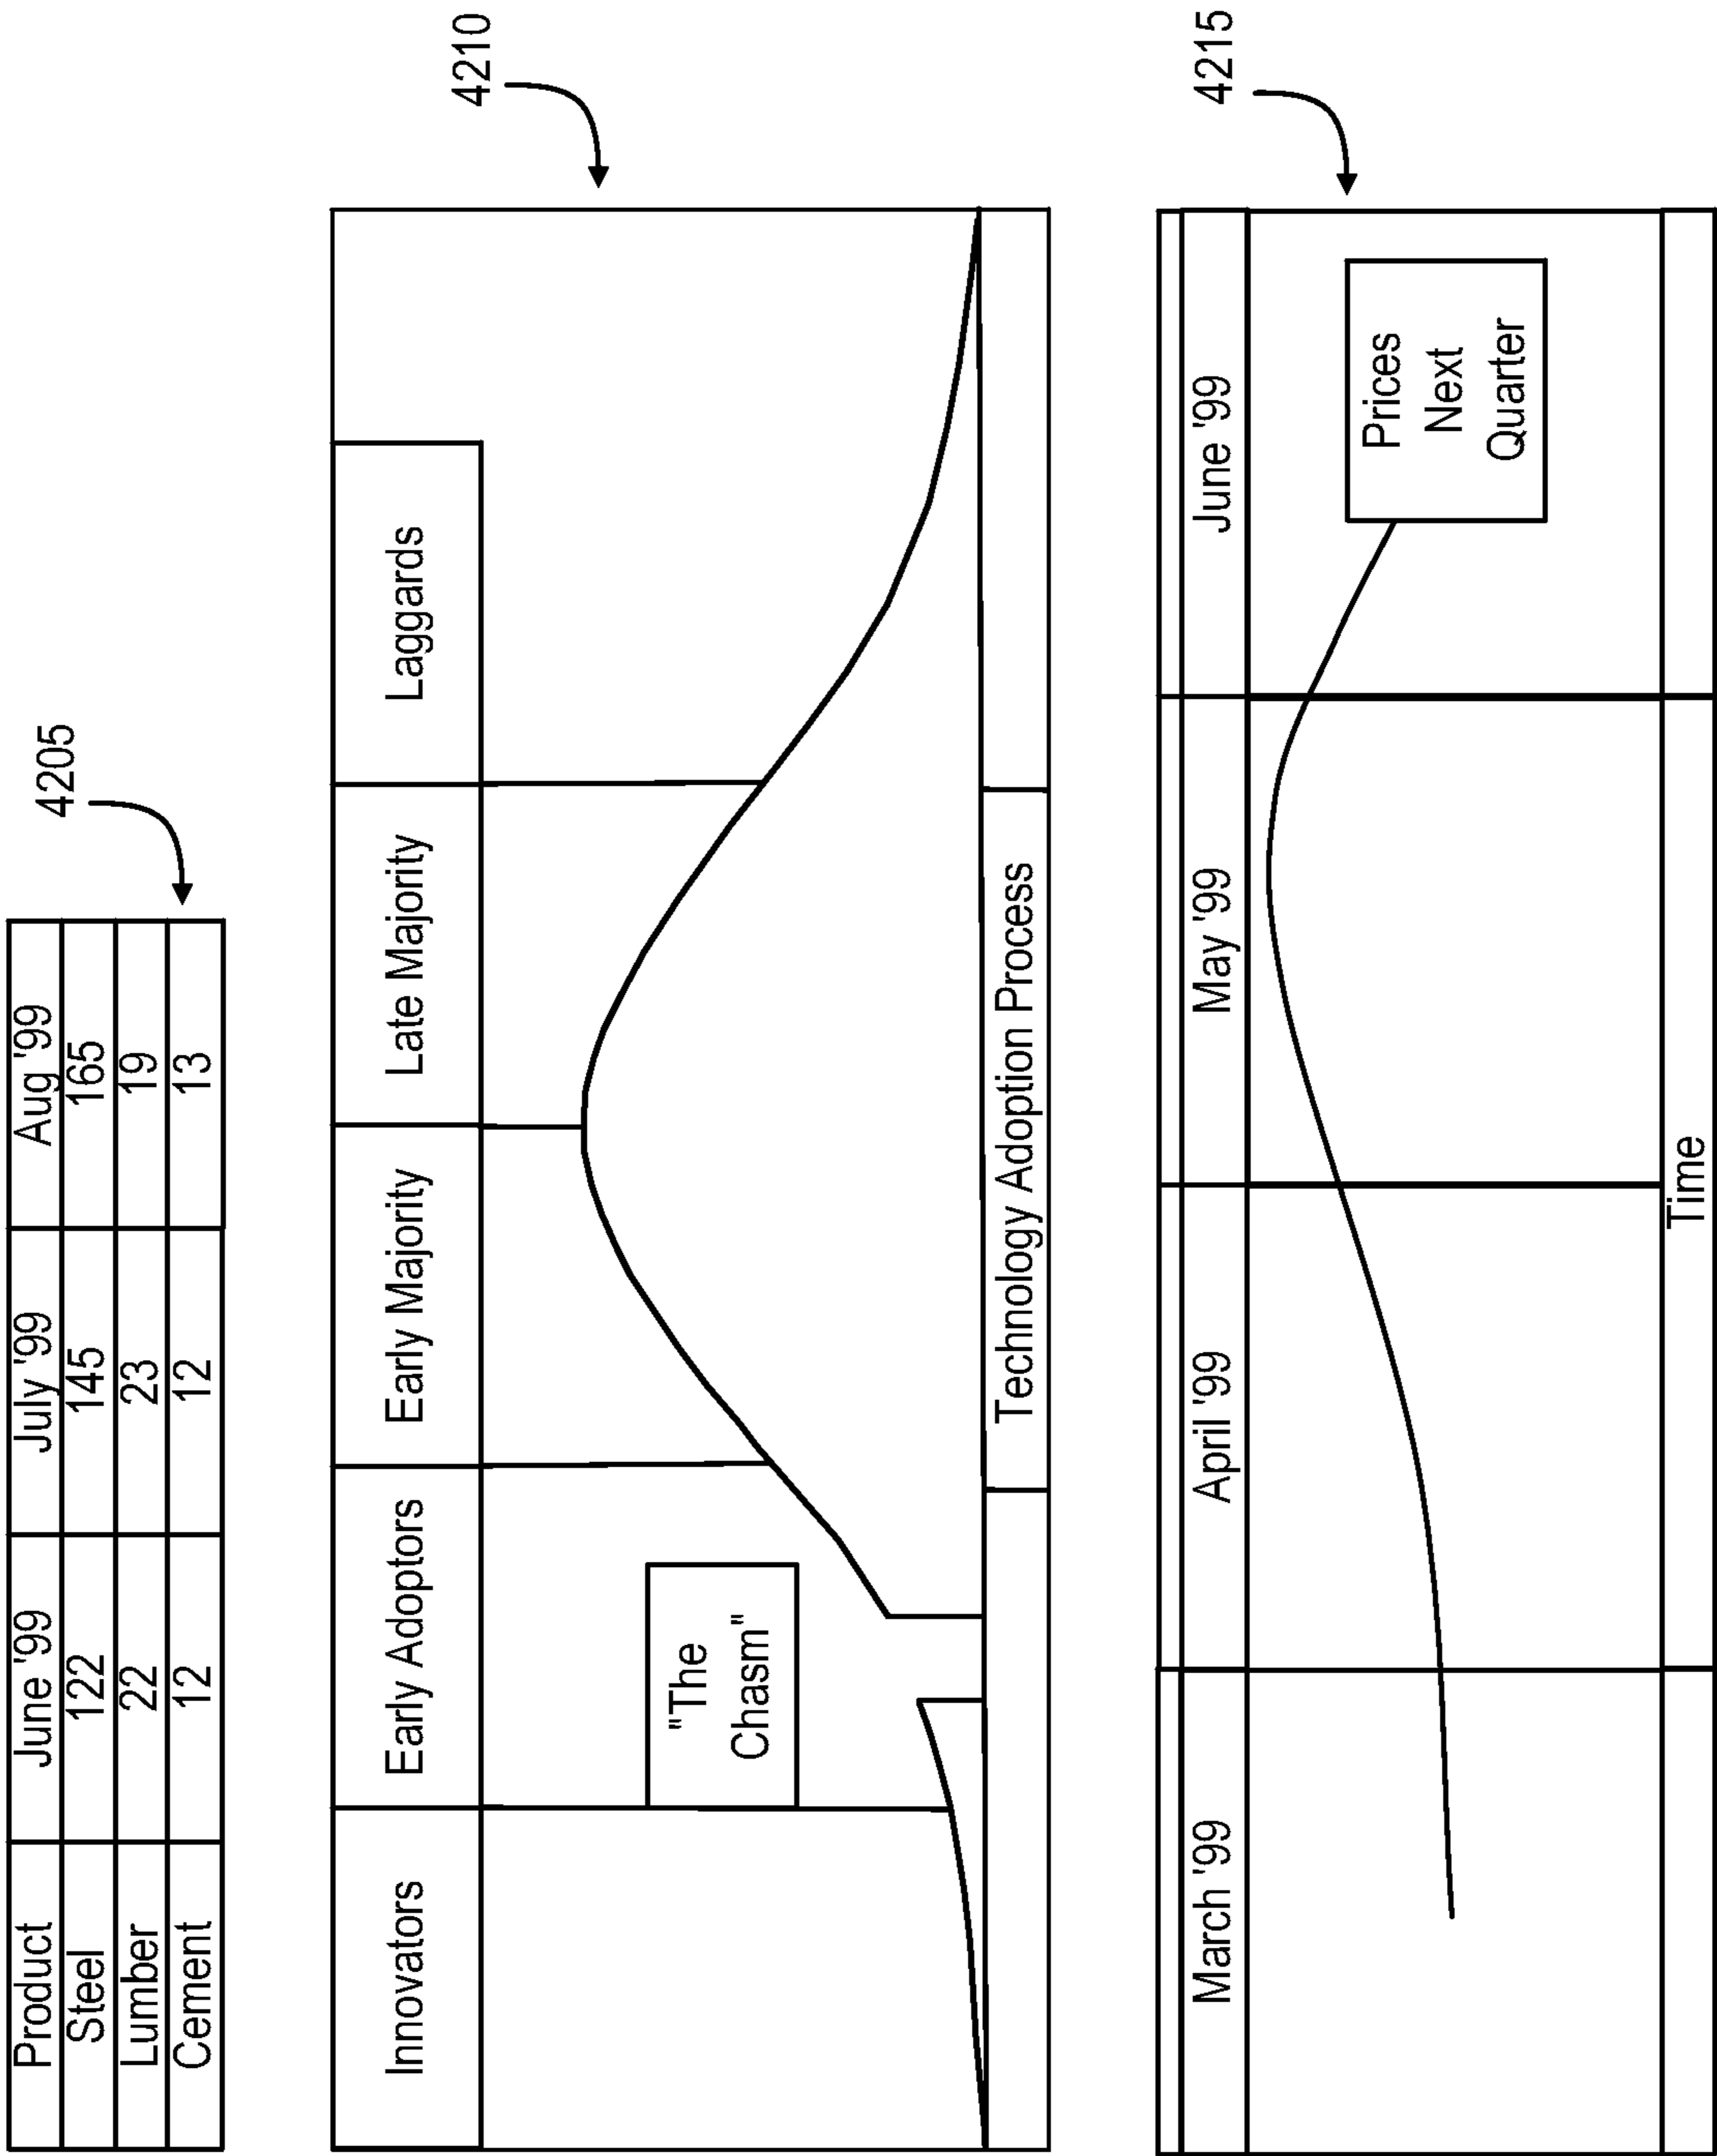 4205
Product June '99 July '99 Aug '99
Steel 122 145 165
Lumber 22 23 19
Cement 12 12 13
4210
Innovators Early Adoptors Early Majority Late Majority Laggards
"The
Chasm"
Technology Adoption Process
4215
March '99 April '99 May '99 June '99
Prices
Next
Quarter
Time